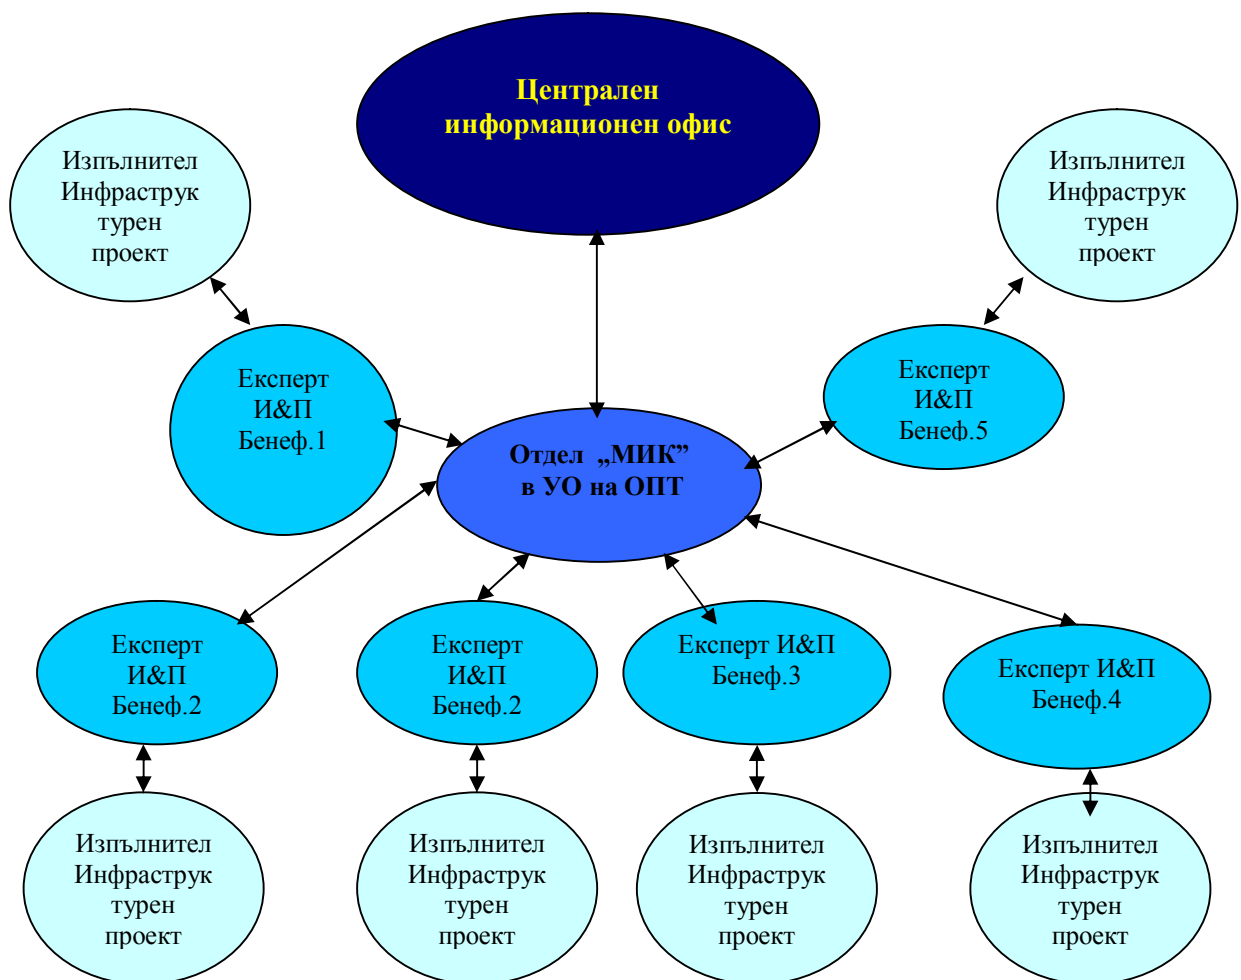 Централен
информационен офис
Изпълнител
Инфраструк
турен
проект
Изпълнител
Инфраструк
турен
проект
Експерт
И&П
Бенеф.1
Експерт
И&П
Бенеф.5
Отдел „МИК”
в УО на ОПТ
Експерт
И&П
Бенеф.2
Експерт
И&П
Бенеф.2
Експерт И&П
Бенеф.3
Експерт И&П
Бенеф.4
Изпълнител
Инфраструк
турен
проект
Изпълнител
Инфраструк
турен
проект
Изпълнител
Инфраструк
турен
проект
Изпълнител
Инфраструк
турен
проект